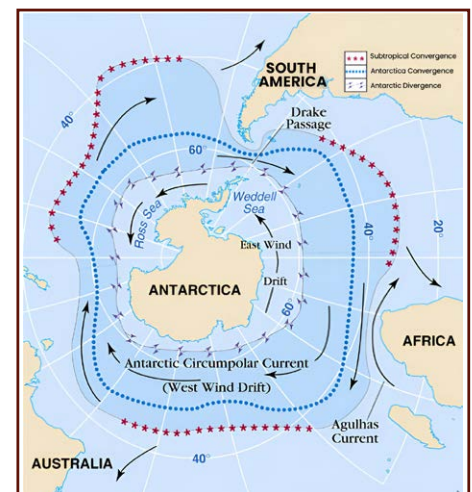 Subtropical Convergence
Antarctica Convergence
Antarctic Divergence
SOUTH
AMERICA
40°
Drake
Passage
60°
40°
Ross Sea
Weddell
Sea
40°
20°
East Wind
Drift
ANTARCTICA
60°
AFRICA
Antarctic Circumpolar Current
(West Wind Drift)
Agulhas
Current
40°
AUSTRALIA